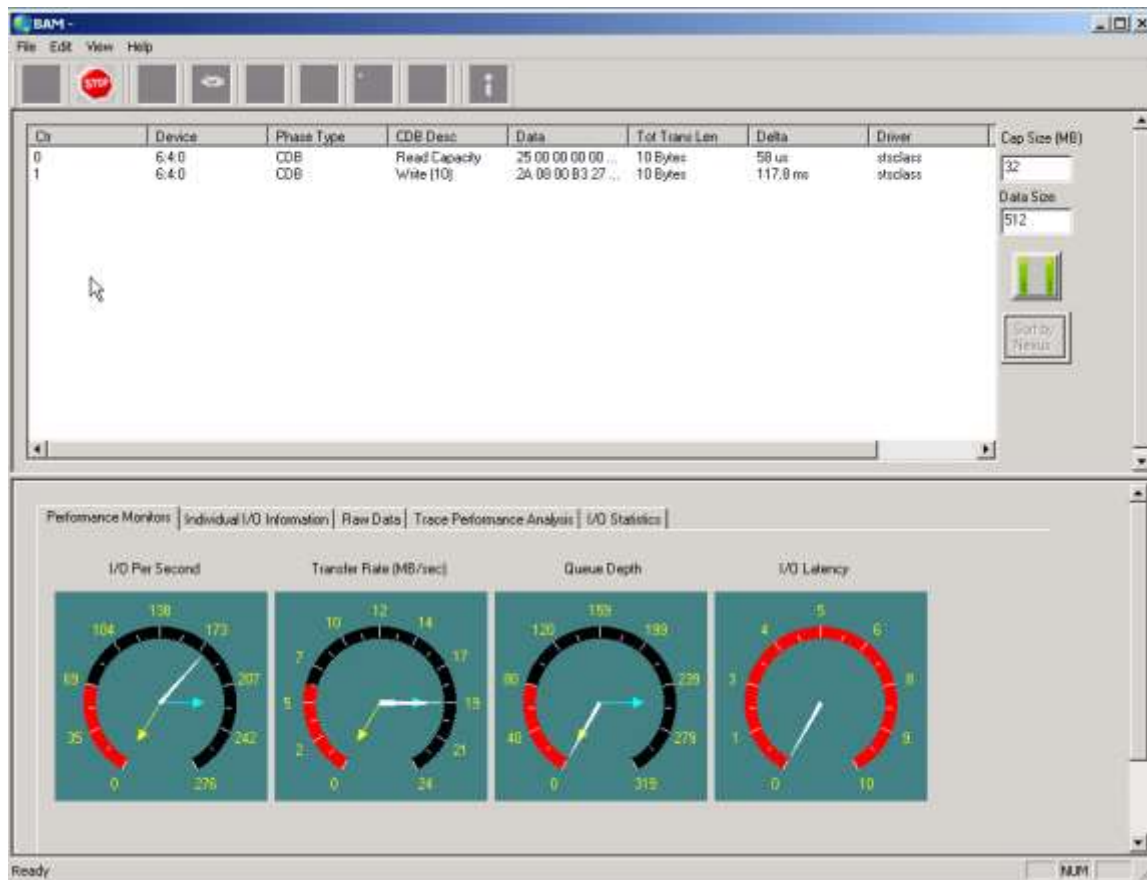 BAM -
File Edit View Help
STOP
Ctr Device Phase Type CDB Desc Data Tot Trans Len Delta Driver
0 6:4:0 CDB Read Capacity 25 00 00 00 00 ... 10 Bytes 58 us stsclass
1 6:4:0 CDB Write (10) 2A 08 00 B3 27 ... 10 Bytes 117.8 ms stsclass
Cap Size (MB)
32
Data Size
512
Sort by
Nexus
Performance Monitors Individual I/O Information Raw Data Trace Performance Analysis I/O Statistics
I/O Per Second
0 35 69 104 138 173 207 242 276
Transfer Rate (MB/sec)
0 2 5 7 10 12 14 17 19 21 24
Queue Depth
0 40 80 120 159 199 239 279 319
I/O Latency
0 1 3 4 5 6 8 9 10
Ready NUM